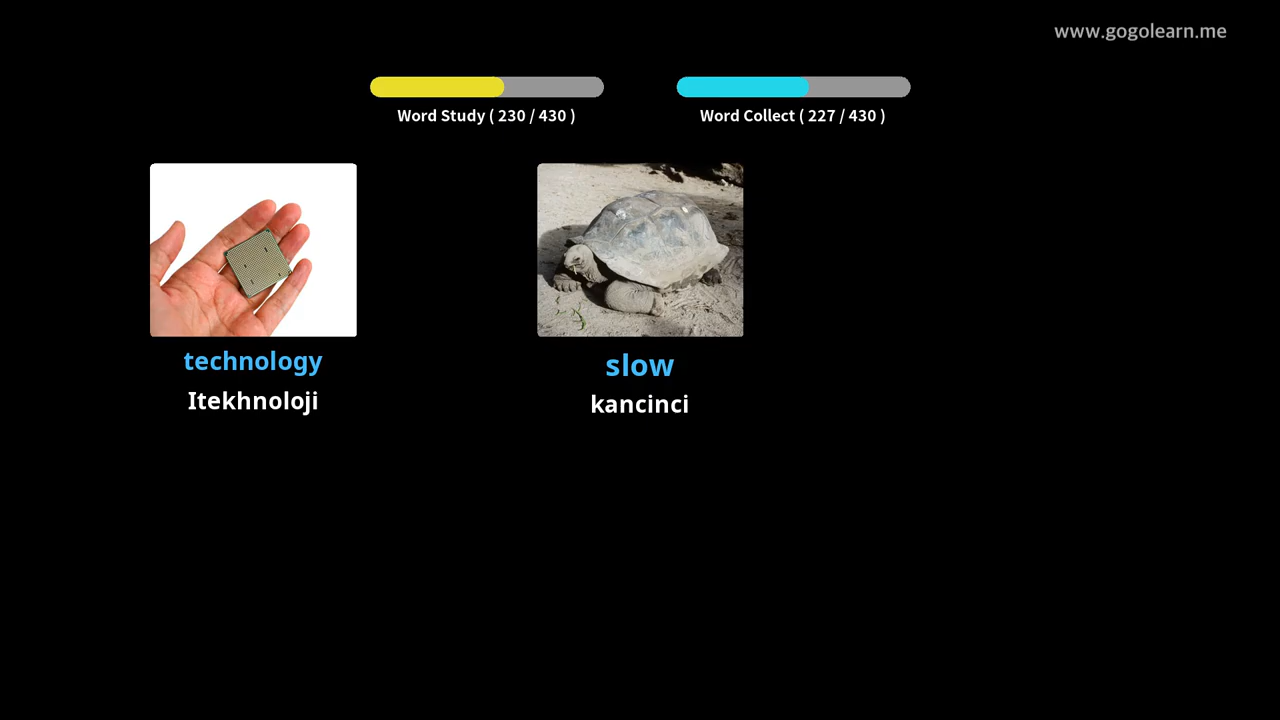 www.gogolearn.me
Word Study ( 230 / 430 )
Word Collect ( 227 / 430 )
technology
Itekhnoloji
slow
kancinci